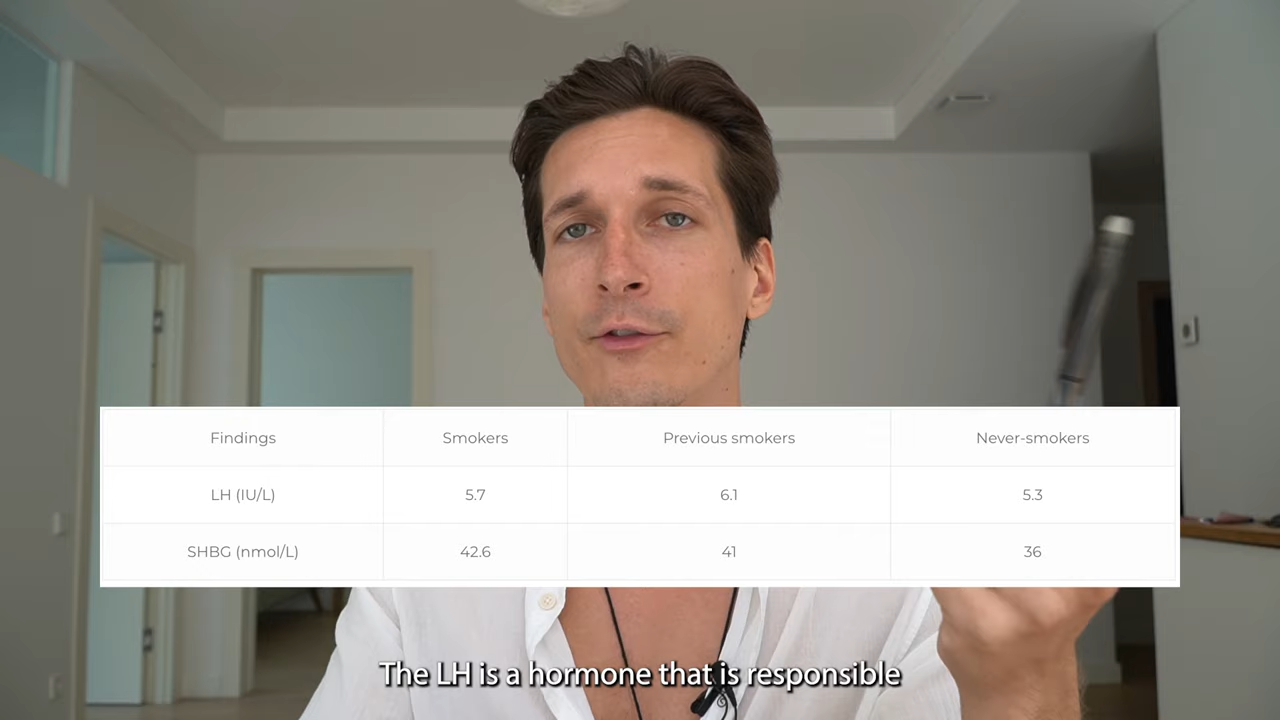 Findings Smokers Previous smokers Never-smokers
LH (IU/L) 5.7 6.1 5.3
SHBG (nmol/L) 42.6 41 36
The LH is a hormone that is responsible